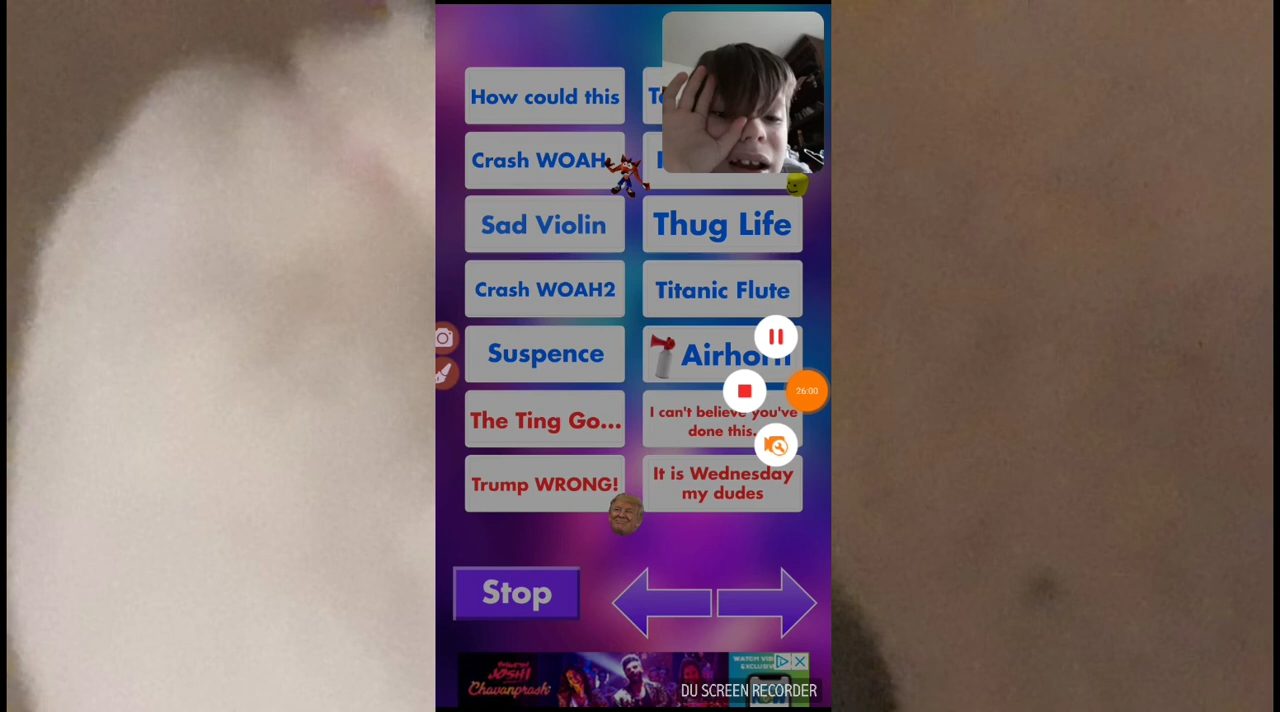 How could this
Crash WOAH
Sad Violin
Thug Life
Crash WOAH2
Titanic Flute
Suspence
Airhorn
26:00
The Ting Go...
I can't believe you've
done this.
Trump WRONG!
It is Wednesday
my dudes
Stop
JOSHI
Chavanprash
WATCH
EXCLUSIV
DU SCREEN RECORDER